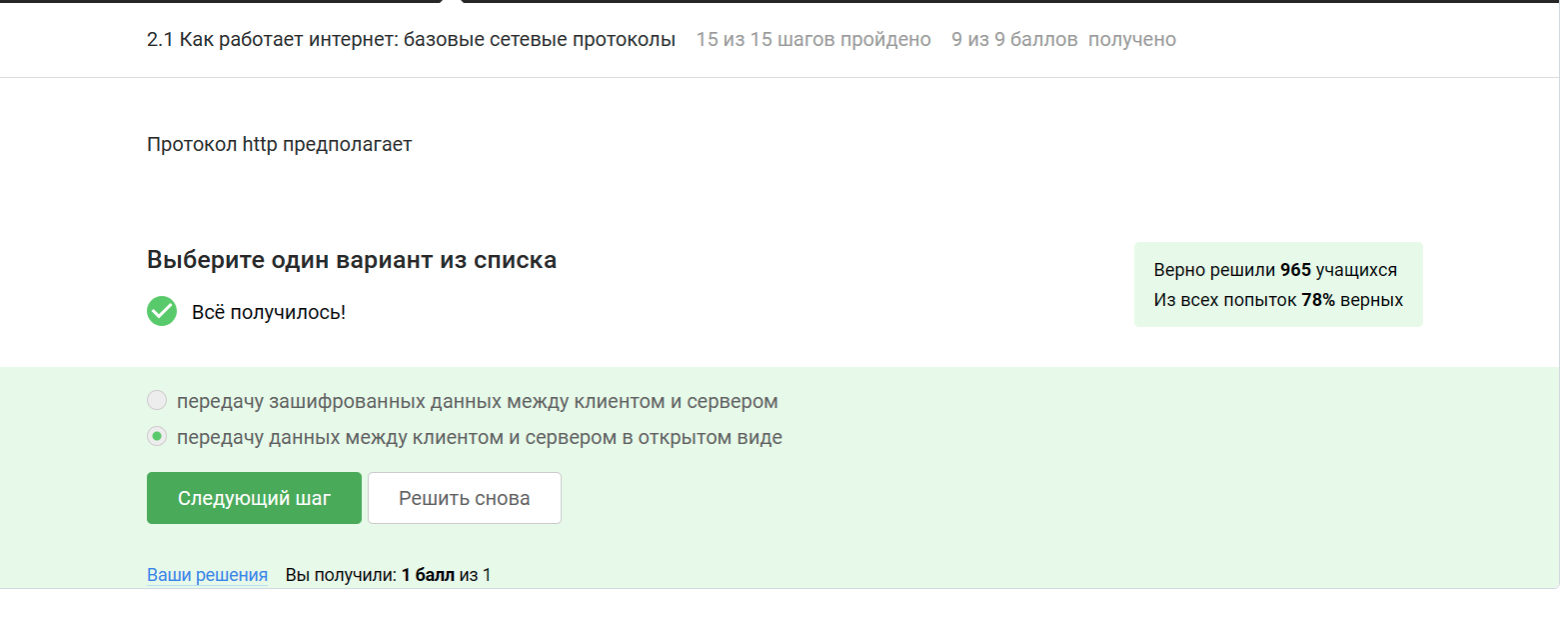 2.1 Как работает интернет: базовые сетевые протоколы 15 из 15 шагов пройдено 9 из 9 баллов получено
Протокол http предполагает
Выберите один вариант из списка
Всё получилось!
Верно решили 965 учащихся
Из всех попыток 78% верных
передачу зашифрованных данных между клиентом и сервером
передачу данных между клиентом и сервером в открытом виде
Следующий шаг Решить снова
Ваши решения Вы получили: 1 балл из 1